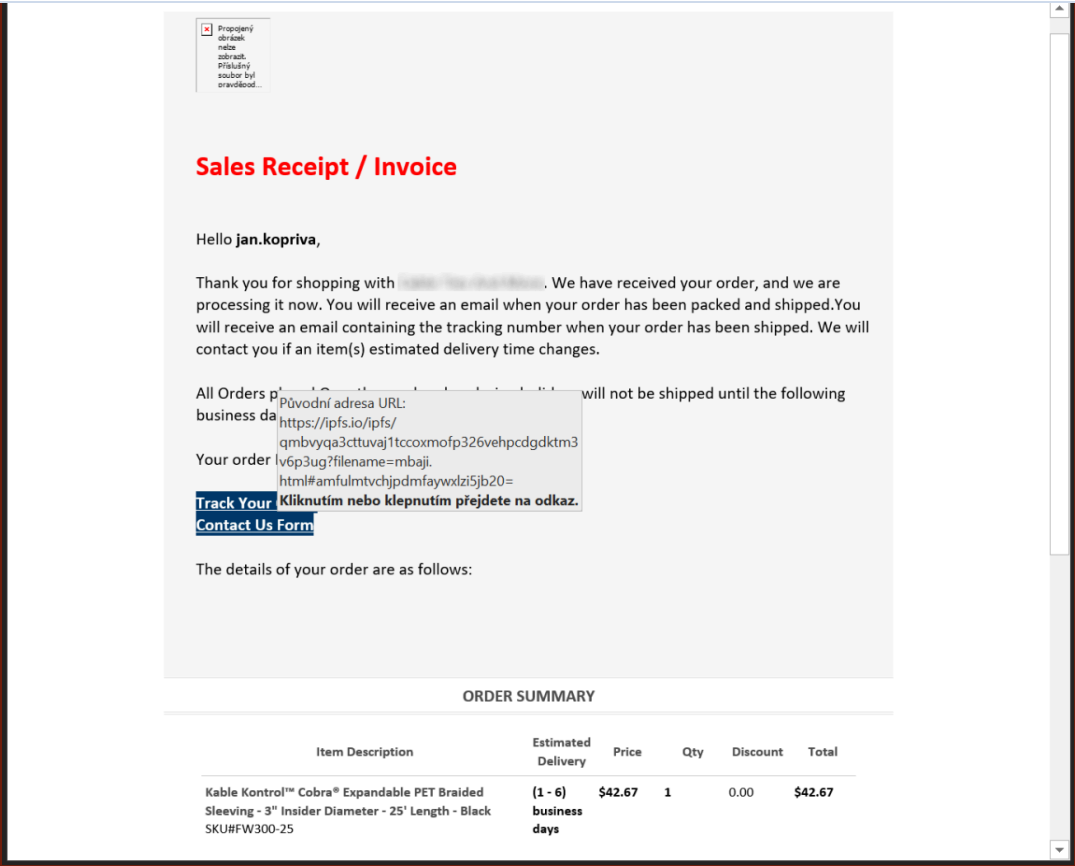 Propojený
obrázek
nelze
zobrazit.
Příslušný
soubor byl
pravděpod...
Sales Receipt / Invoice
Hello jan.kopriva,
Thank you for shopping with . We have received your order, and we are
processing it now. You will receive an email when your order has been packed and shipped.You
will receive an email containing the tracking number when your order has been shipped. We will
contact you if an item(s) estimated delivery time changes.
All Orders will not be shipped until the following
business
Původní adresa URL:
https://ipfs.io/ipfs/
qmbvyqa3cttuvaj1tccoxmofp326vehpcdgdktm3
v6p3ug?filename=mbaji.
html#amfulmtvchjpdmfaywxlzi5jb20=
Kliknutím nebo klepnutím přejdete na odkaz.
Your order
Track Your
Contact Us Form
The details of your order are as follows:
ORDER SUMMARY
Item Description Estimated Delivery Price Qty Discount Total
Kable Kontrol™ Cobra® Expandable PET Braided
Sleeving - 3" Insider Diameter - 25' Length - Black
SKU#FW300-25
(1 - 6)
business
days
$42.67 1 0.00 $42.67